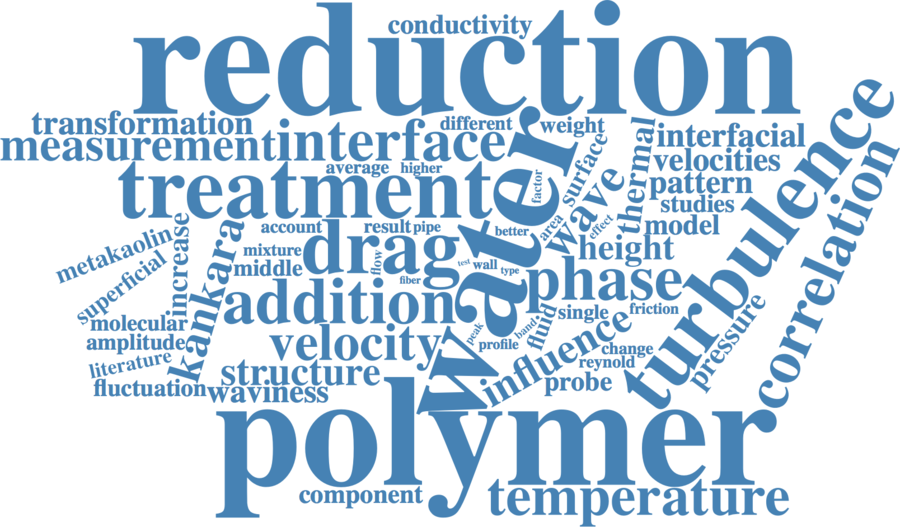 conductivity
reduction
transformation
different
weight
measurement
interface
interfacial
average
higher
velocities
treatment
factor
surface
thermal
pattern
studies
turbulence
water
wave
account
result
pipe
better
area
effect
model
correlation
metakaolin
increase
kankara
mixture
middle
drag
flow
test
wall
type
height
superficial
fiber
phase
addition
molecular
amplitude
velocity
peak
profile
band
fluid
single
friction
influence
change
reynold
pressure
literature
fluctuation
structure
waviness
probe
polymer
component
temperature